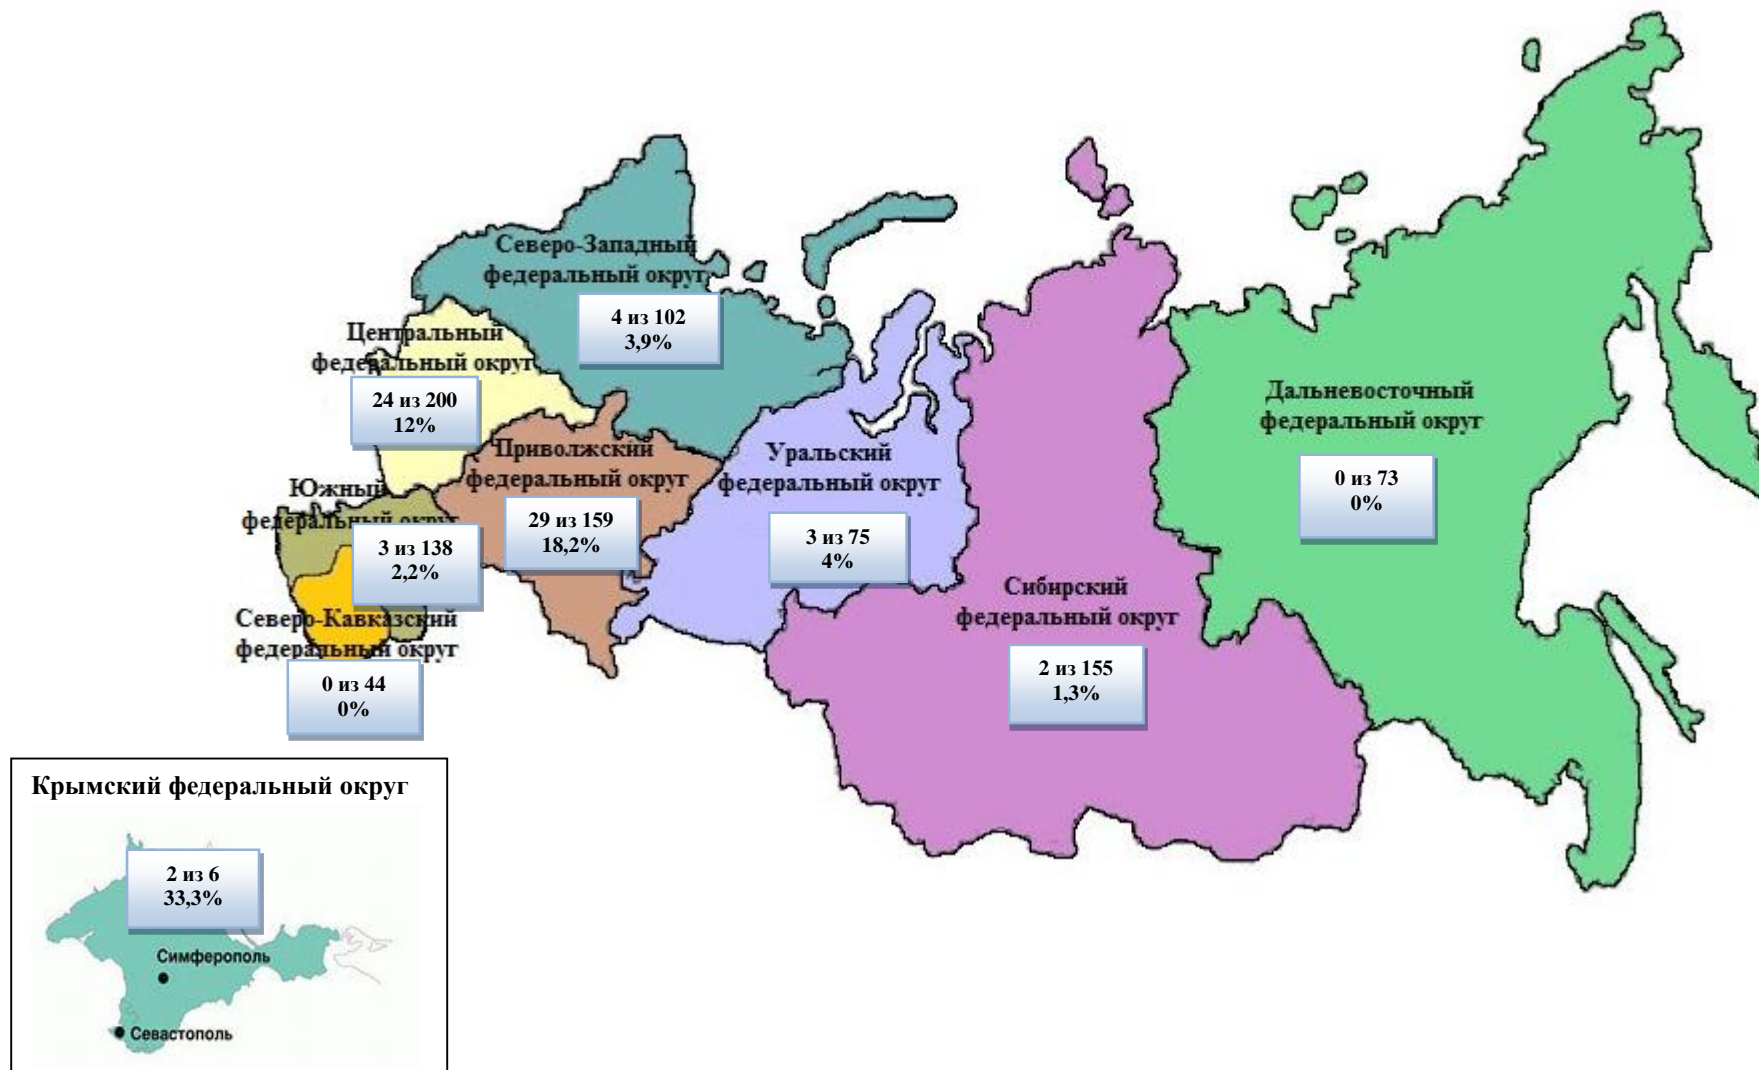 Северо-Западный
федеральный округ
4 из 102
3,9%
Центральный
федеральный округ
24 из 200
12%
Приволжский
федеральный округ
29 из 159
18,2%
Уральский
федеральный округ
3 из 75
4%
Дальневосточный
федеральный округ
0 из 73
0%
Южный
федеральный округ
3 из 138
2,2%
Сибирский
федеральный округ
2 из 155
1,3%
Северо-Кавказский
федеральный округ
0 из 44
0%
Крымский федеральный округ
2 из 6
33,3%
Симферополь
Севастополь